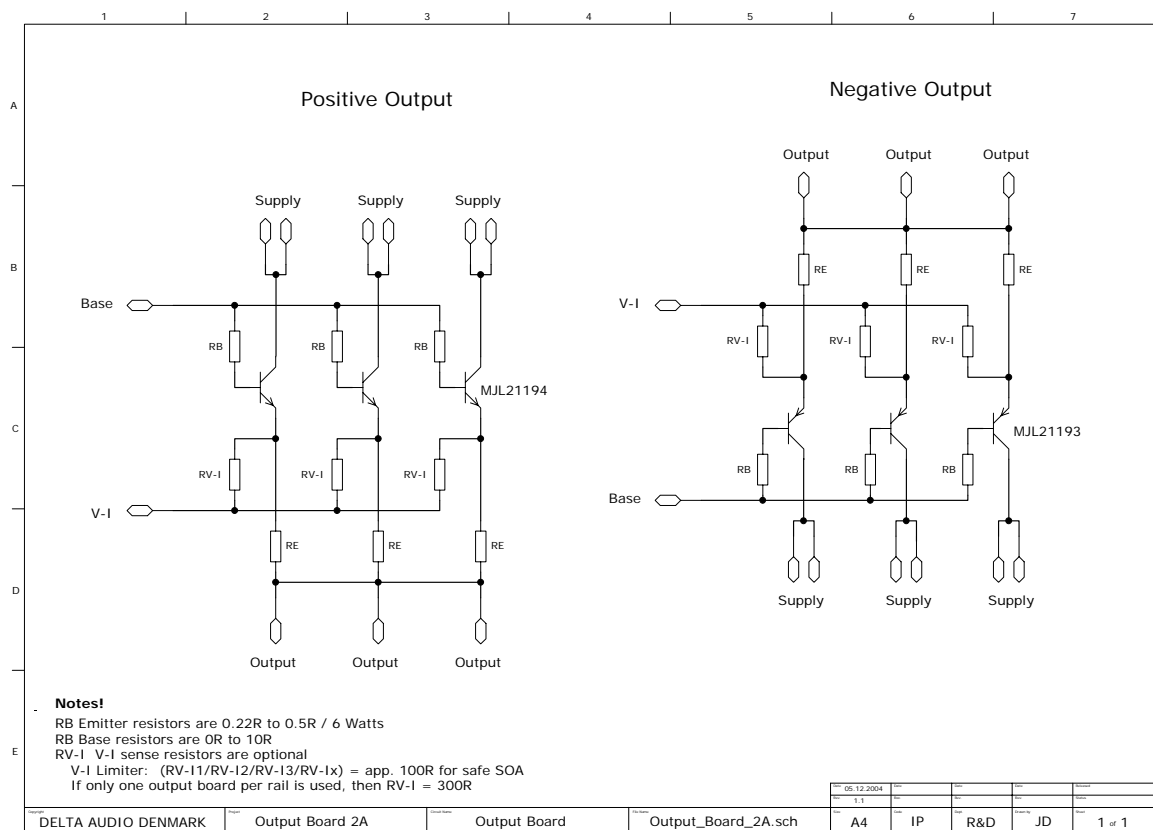 1 2 3 4 5 6 7
A
B
C
D
E
Positive Output
Negative Output
Output Output Output
Supply Supply Supply
RE RE RE
Base
V-I
RB RB RB
RV-I RV-I RV-I
MJL21194
MJL21193
RV-I RV-I RV-I
RB RB RB
Base
V-I
RE RE RE
Supply Supply Supply
Output Output Output
Notes!
RB Emitter resistors are 0.22R to 0.5R / 6 Watts
RB Base resistors are 0R to 10R
RV-I V-I sense resistors are optional
V-I Limiter: (RV-I1/RV-I2/RV-I3/RV-Ix) = app. 100R for safe SOA
If only one output board per rail is used, then RV-I = 300R
05.12.2004
1.1
DELTA AUDIO DENMARK Output Board 2A Output Board Output_Board_2A.sch A4 IP R&D JD 1 of 1